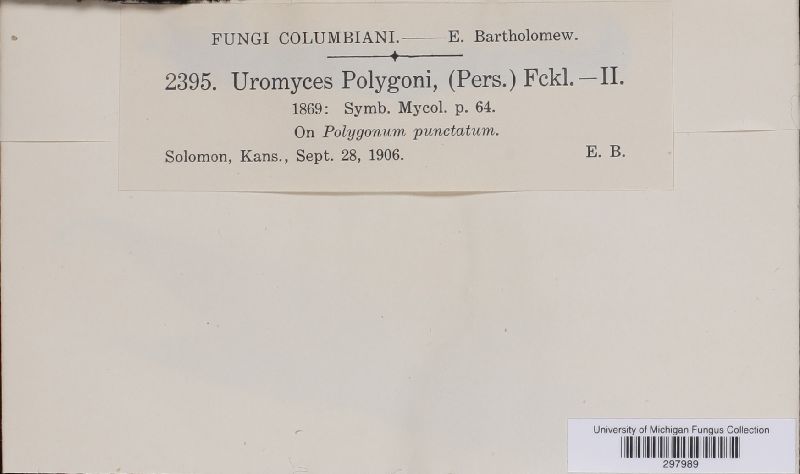 FUNGI COLUMBIANI.—— E. Bartholomew.
2395. Uromyces Polygoni, (Pers.) Fckl.—II.
1869: Symb. Mycol. p. 64.
On Polygonum punctatum.
Solomon, Kans., Sept. 28, 1906. E. B.
University of Michigan Fungus Collection
297989